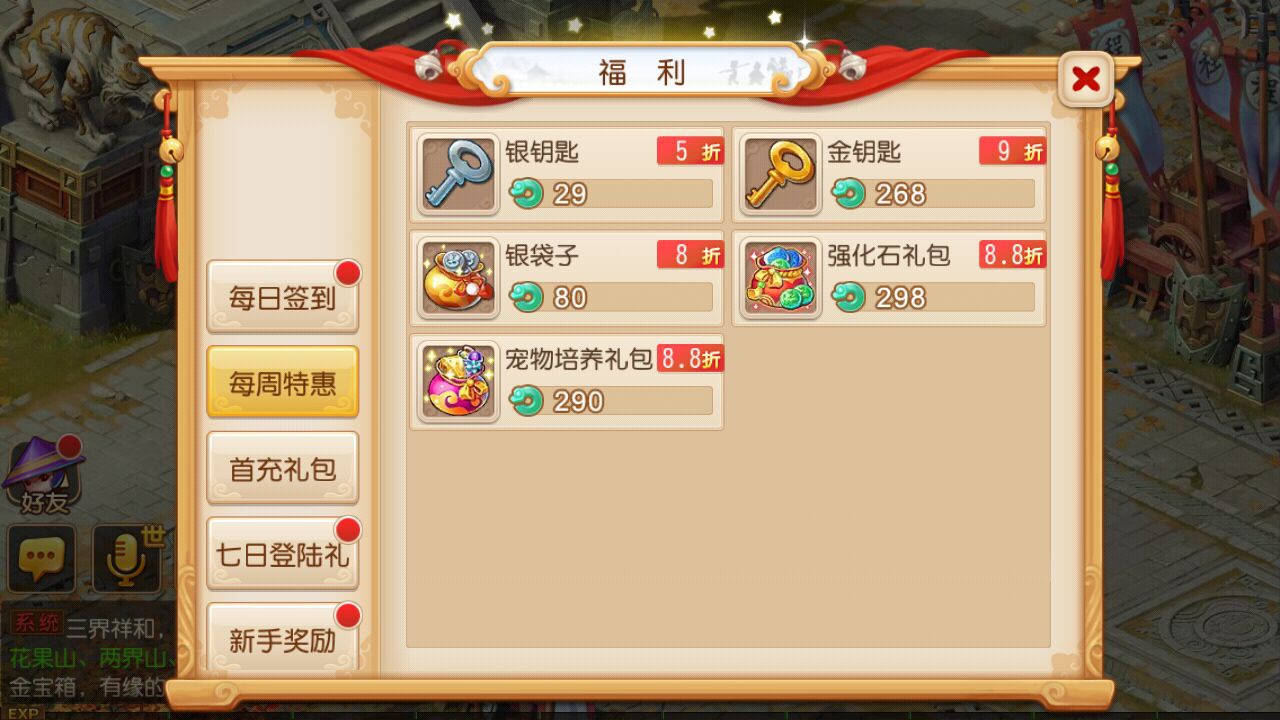 福 利
每日签到
每周特惠
首充礼包
七日登陆礼
新手奖励
银钥匙 5 折
29
金钥匙 9 折
268
银袋子 8 折
80
强化石礼包 8.8折
298
宠物培养礼包 8.8折
290
好友
世
系统 三界祥和，
花果山、两界山、
金宝箱，有缘的
EXP
程